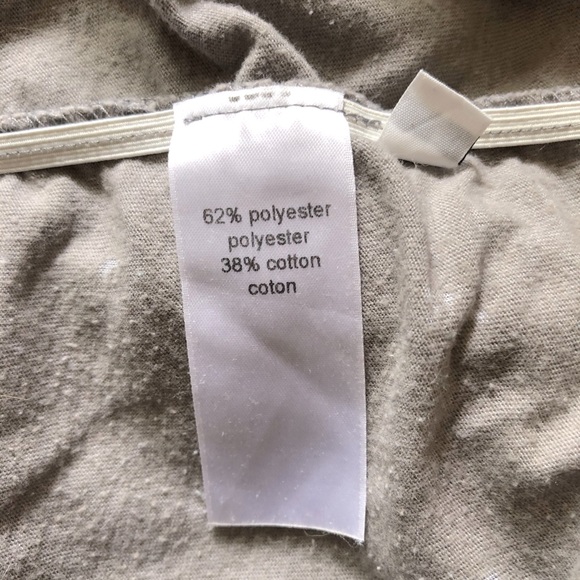 62% polyester
polyester
38% cotton
coton